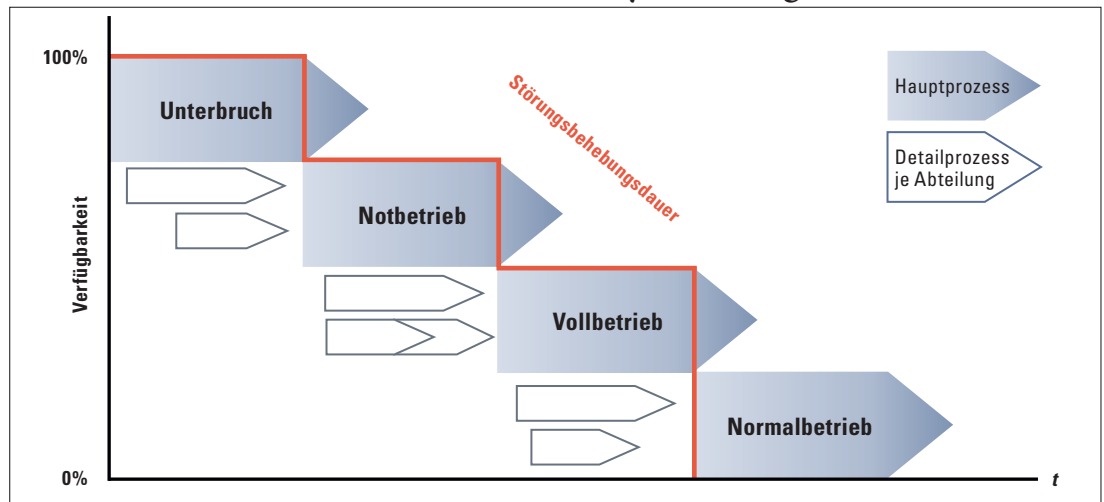 100%
Unterbruch
Störungsbehebungsdauer
Hauptprozess
Detailprozess
je Abteilung
Verfügbarkeit
Notbetrieb
Vollbetrieb
Normalbetrieb
0%
t